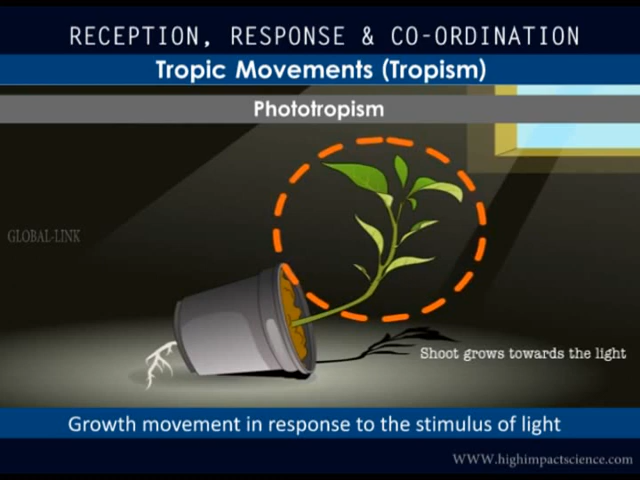 RECEPTION, RESPONSE & CO-ORDINATION
Tropic Movements (Tropism)
Phototropism
GLOBAL-LINK
Shoot grows towards the light
Growth movement in response to the stimulus of light
WWW.highimpactscience.com